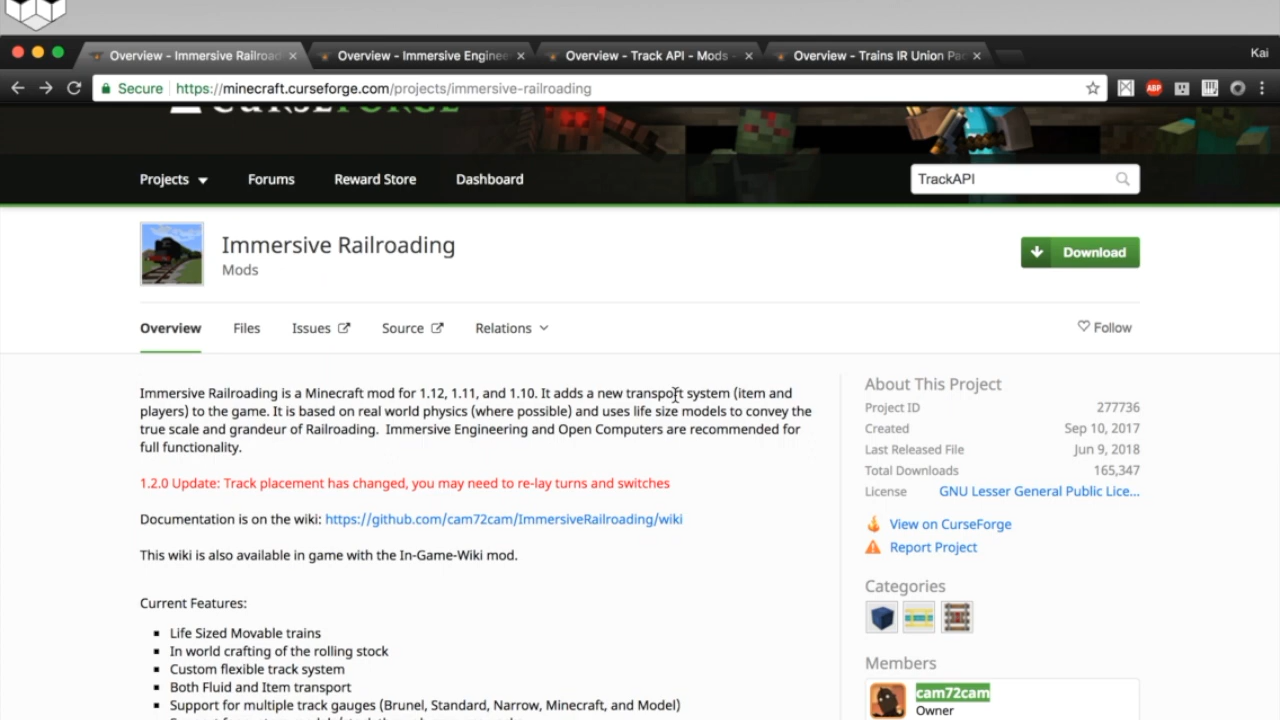 Overview - Immersive Railroad
Overview - Immersive Enginee
Overview - Track API - Mods -
Overview - Trains IR Union Pac
Kai
Secure https://minecraft.curseforge.com/projects/immersive-railroading
ABP
CURSEFORGE
Projects Forums Reward Store Dashboard
TrackAPI
Immersive Railroading
Mods
Download
Overview Files Issues Source Relations
Follow
Immersive Railroading is a Minecraft mod for 1.12, 1.11, and 1.10. It adds a new transport system (item and
players) to the game. It is based on real world physics (where possible) and uses life size models to convey the
true scale and grandeur of Railroading. Immersive Engineering and Open Computers are recommended for
full functionality.
1.2.0 Update: Track placement has changed, you may need to re-lay turns and switches
Documentation is on the wiki: https://github.com/cam72cam/ImmersiveRailroading/wiki
This wiki is also available in game with the In-Game-Wiki mod.
Current Features:
Life Sized Movable trains
In world crafting of the rolling stock
Custom flexible track system
Both Fluid and Item transport
Support for multiple track gauges (Brunel, Standard, Narrow, Minecraft, and Model)
About This Project
Project ID 277736
Created Sep 10, 2017
Last Released File Jun 9, 2018
Total Downloads 165,347
License GNU Lesser General Public Lice...
View on CurseForge
Report Project
Categories
Members
cam72cam
Owner